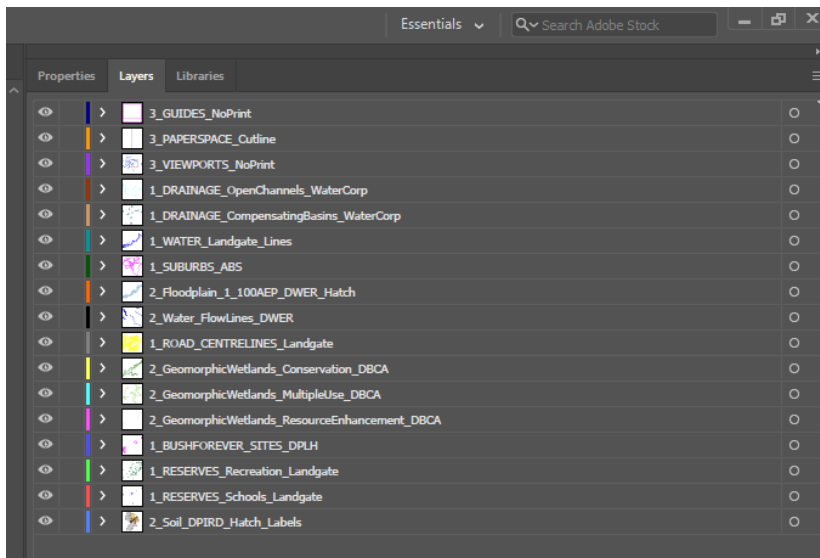 Essentials
Search Adobe Stock
Properties Layers Libraries
3_GUIDES_NoPrint
3_PAPERSPACE_Cutline
3_VIEWPORTS_NoPrint
1_DRAINAGE_OpenChannels_WaterCorp
1_DRAINAGE_CompensatingBasins_WaterCorp
1_WATER_Landgate_Lines
1_SUBURBS_ABS
2_Floodplain_1_100AEP_DWER_Hatch
2_Water_FlowLines_DWER
1_ROAD_CENTRELINES_Landgate
2_GeomorphicWetlands_Conservation_DBCA
2_GeomorphicWetlands_MultipleUse_DBCA
2_GeomorphicWetlands_ResourceEnhancement_DBCA
1_BUSHFOREVER_SITES_DPLH
1_RESERVES_Recreation_Landgate
1_RESERVES_Schools_Landgate
2_Soil_DPIRD_Hatch_Labels